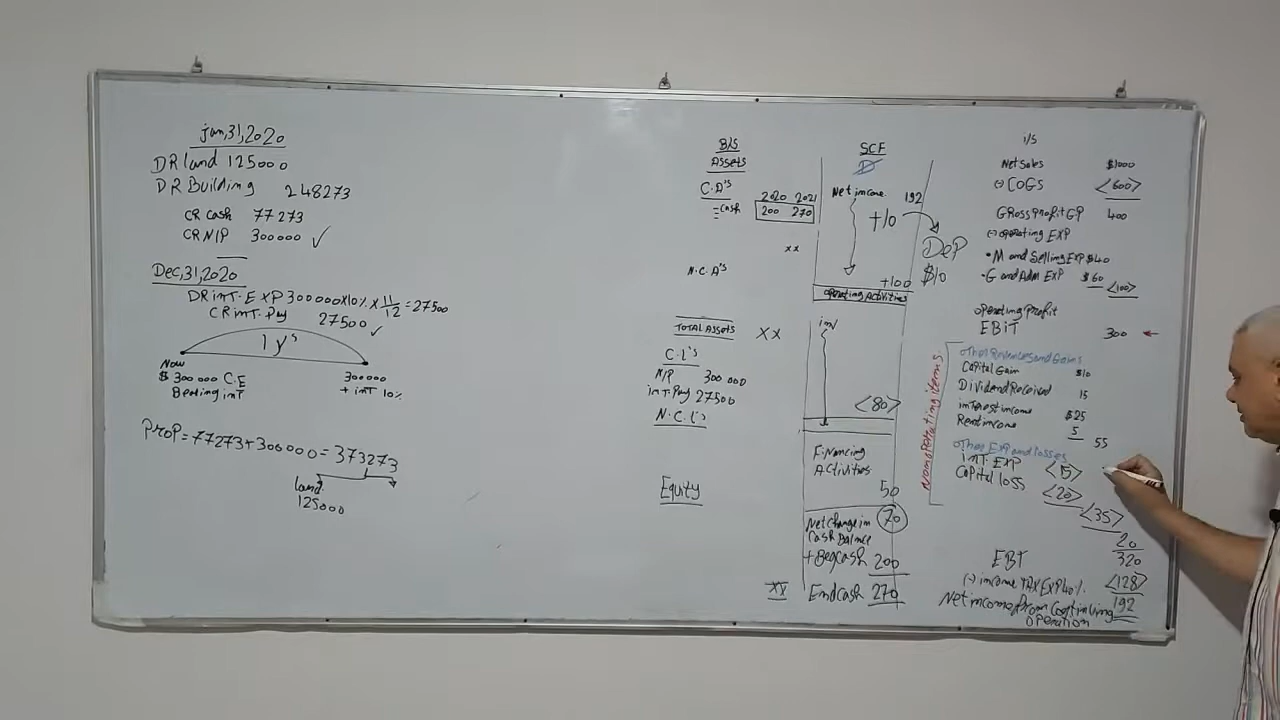 jan,31,2020
DR land 125000
DR Building 248273
CR Cash 77273
CR N/P 300000 ✓
Dec,31,2020
DR inT.EXP 300000X10% X 11/12 = 27500
CR inT.Pay 27500 ✓
1 y's
Now
$300000 C.E
Bearing inT
300000
+ inT 10%
PROP = 77273+300000 = 373273
land
125000
B/S
Assets
C.A'S
2020 2021
= Cash 200 270
xx
N.C.A'S
TOTAL Assets XX
C.L'S
N/P 300000
inT.Pay 27500
N.C.L'S
Equity
XX
SCF
D
Net income 192
+10
Dep
$10
+100
operating Activities
inv
<80>
Financing
Activities
50
Net change in 70
Cash Balance
+Beg cash 200
End cash 270
I/S
Net Sales $1000
(-) COGS <600>
GRoss Profit GP 400
(-) operating EXP
•M and Selling EXP $40
•G and Adm EXP $60 <100>
operating profit
EBiT 300
other Revenues and Gains
Capital Gain $10
Dividend Received 15
interest income $25
Rent income 5 55
other EXP and losses
inT.EXP <15>
Capital loss <20>
<35>
20
EBT 320
(-) income TAX EXP 40% <128>
Net income from Continuing 192
operation
Nonoperating items